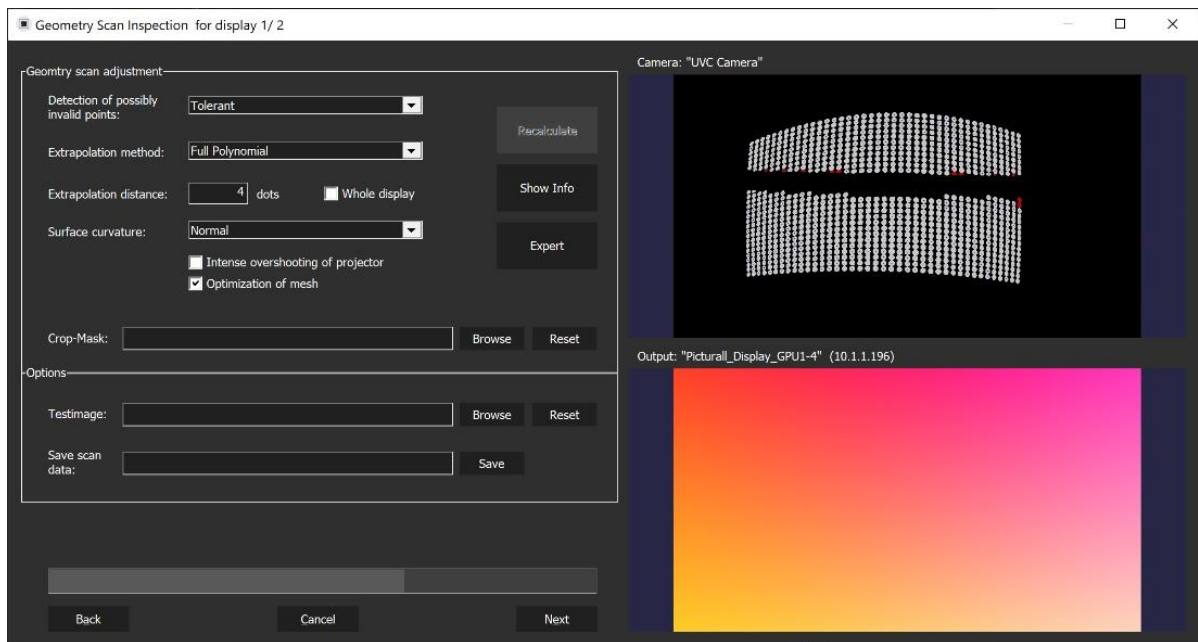 Geometry Scan Inspection for display 1/ 2
Geomtry scan adjustment
Detection of possibly
invalid points:
Tolerant
Recalculate
Extrapolation method:
Full Polynomial
Extrapolation distance:
4
dots
Whole display
Show Info
Surface curvature:
Normal
Expert
Intense overshooting of projector
Optimization of mesh
Crop-Mask:
Browse
Reset
Options
Testimage:
Browse
Reset
Save scan
data:
Save
Back
Cancel
Next
Camera: "UVC Camera"
Output: "Picturall_Display_GPU1-4" (10.1.1.196)